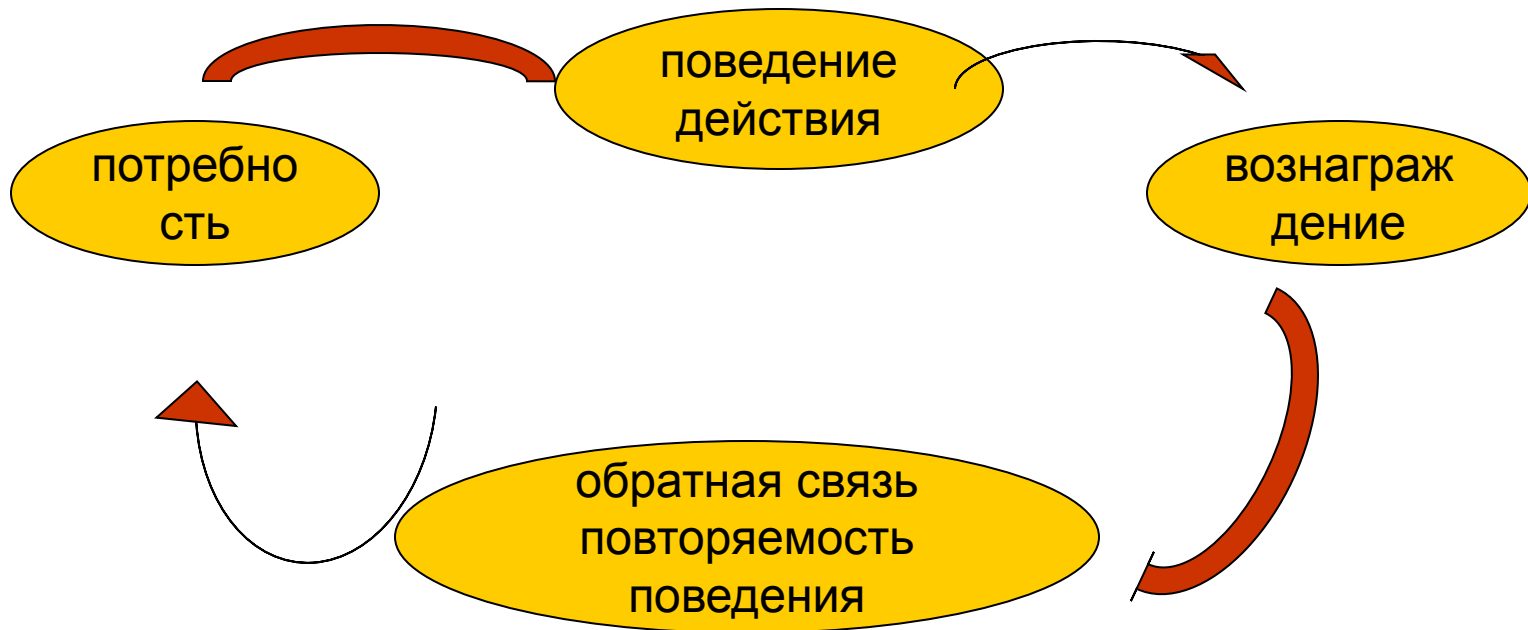 поведение
действия
потребно
сть
вознаграж
дение
обратная связь
повторяемость
поведения